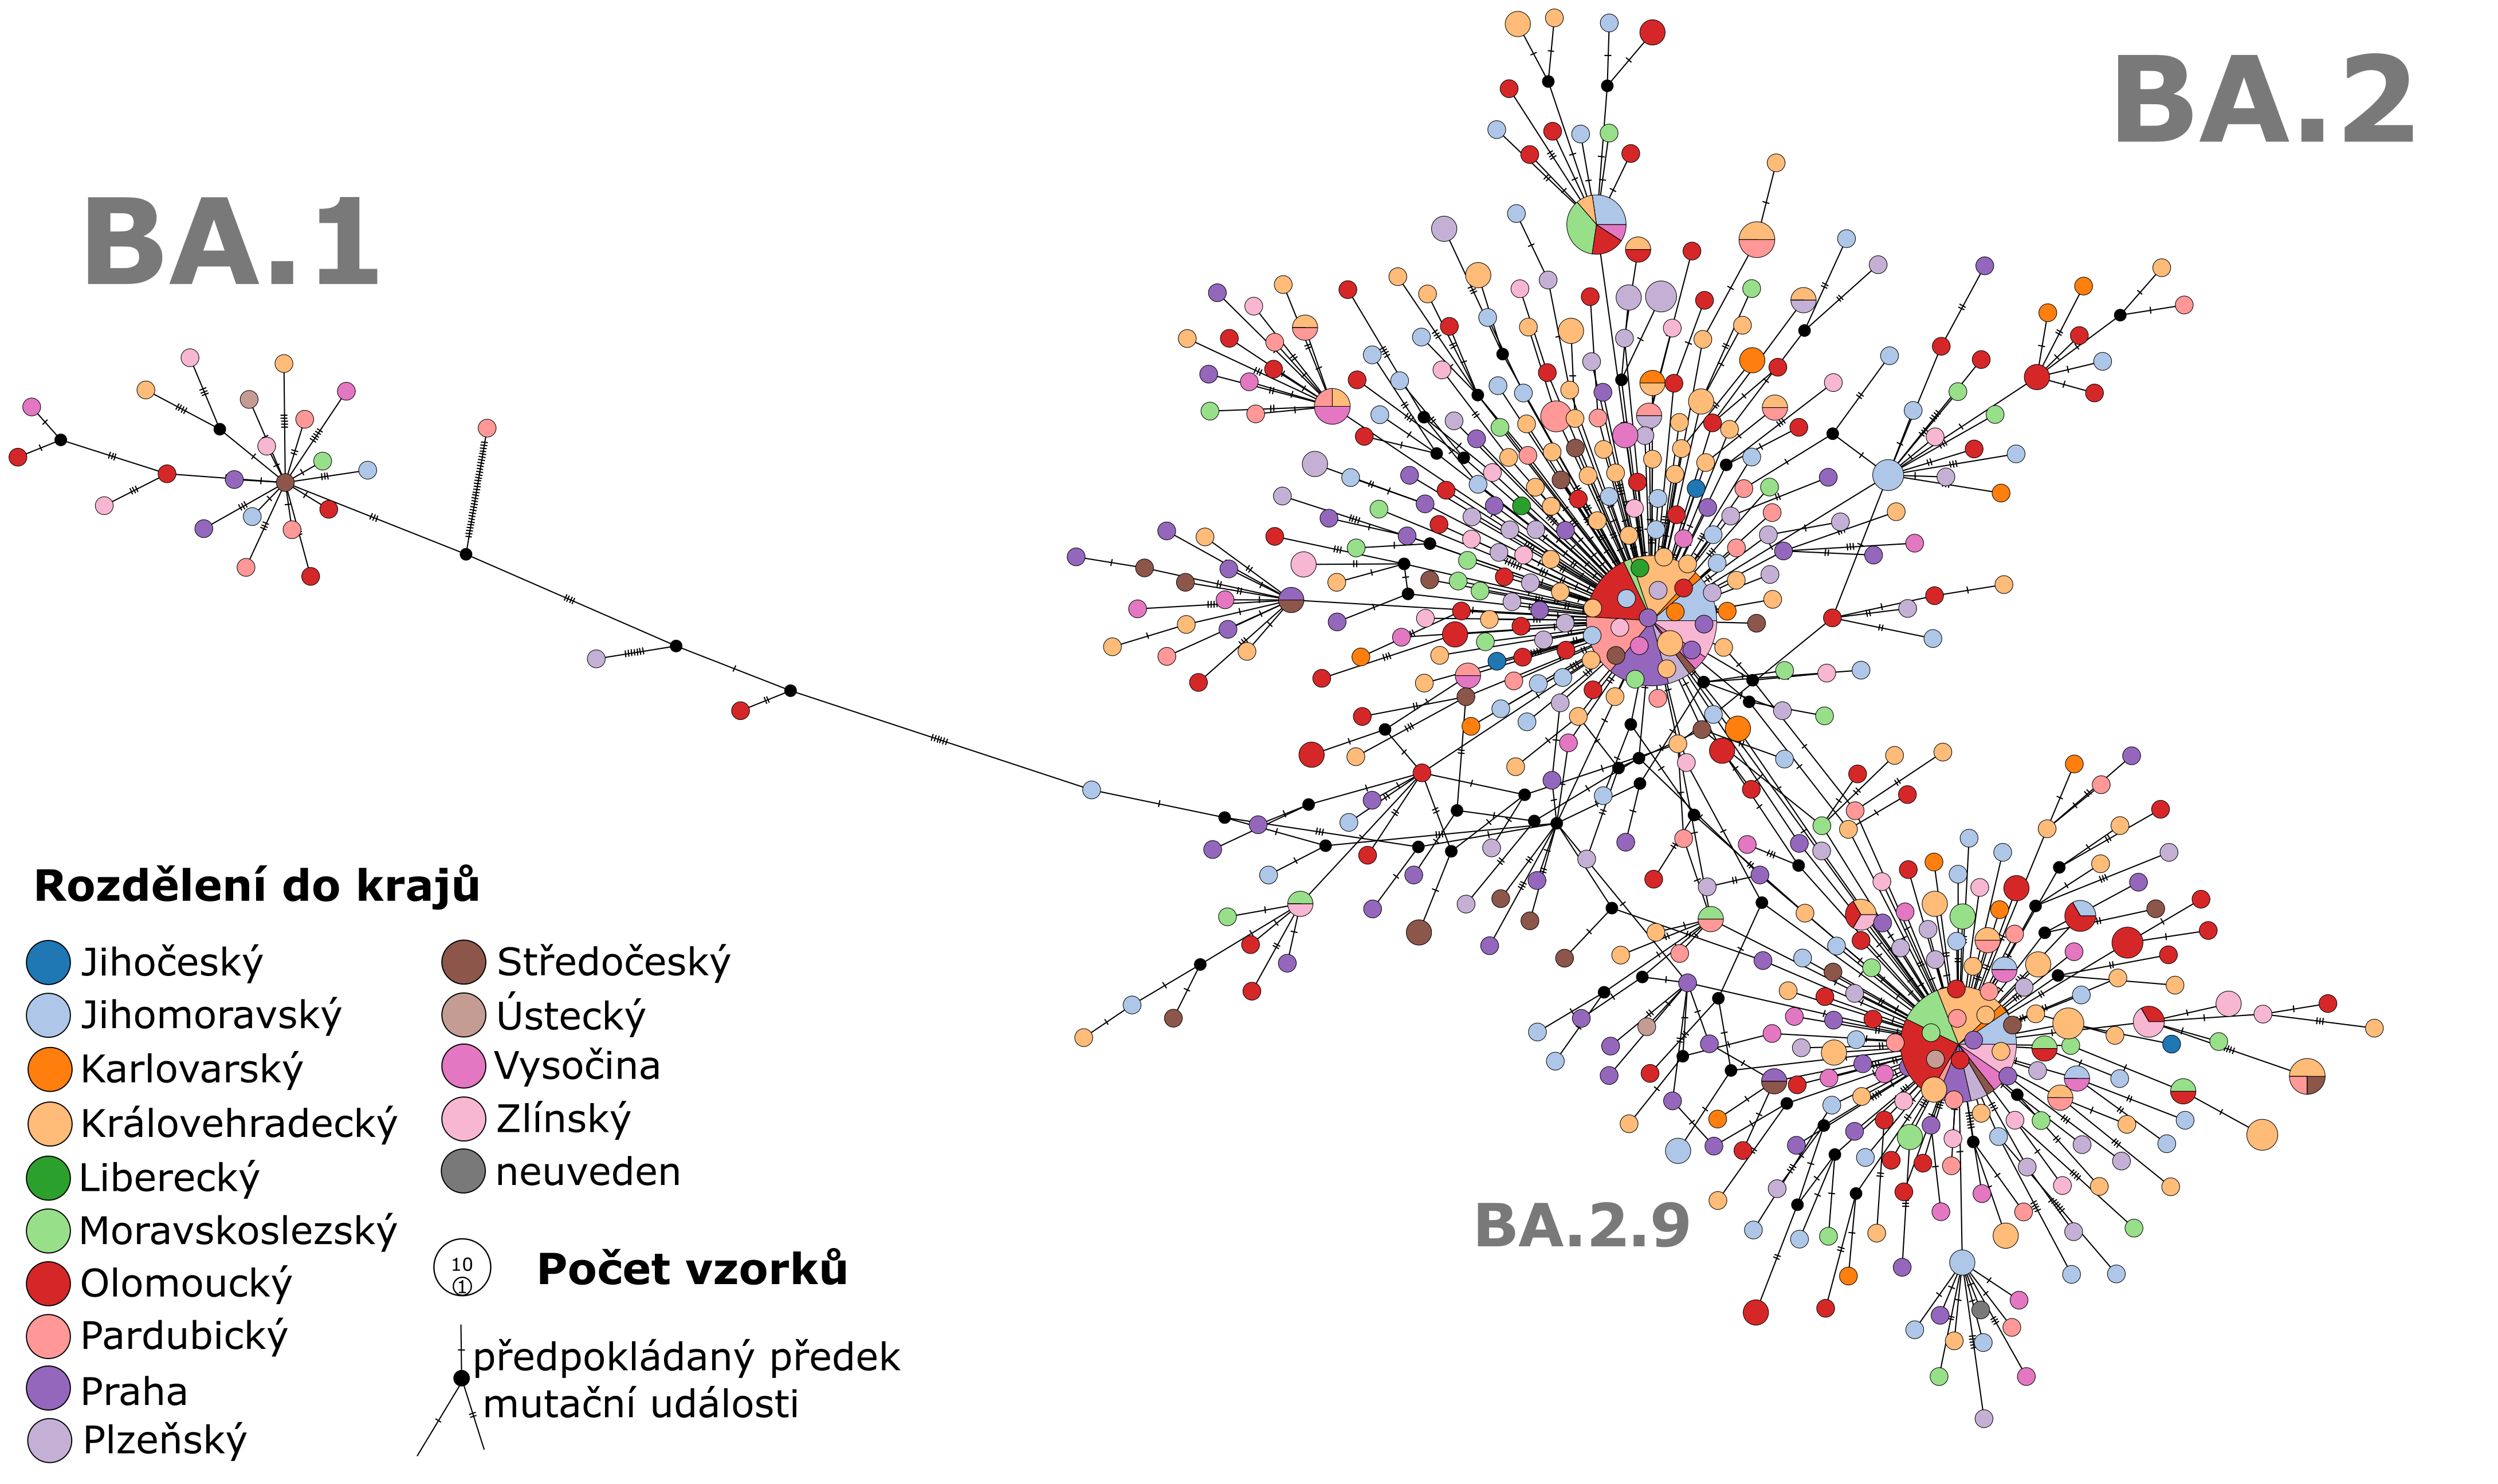 BA.2
BA.1
Rozdělení do krajů
Jihočeský
Jihomoravský
Karlovarský
Královehradecký
Liberecký
Moravskoslezský
Olomoucký
Pardubický
Praha
Plzeňský
Středočeský
Ústecký
Vysočina
Zlínský
neuveden
10
1
Počet vzorků
předpokládaný předek
mutační události
BA.2.9